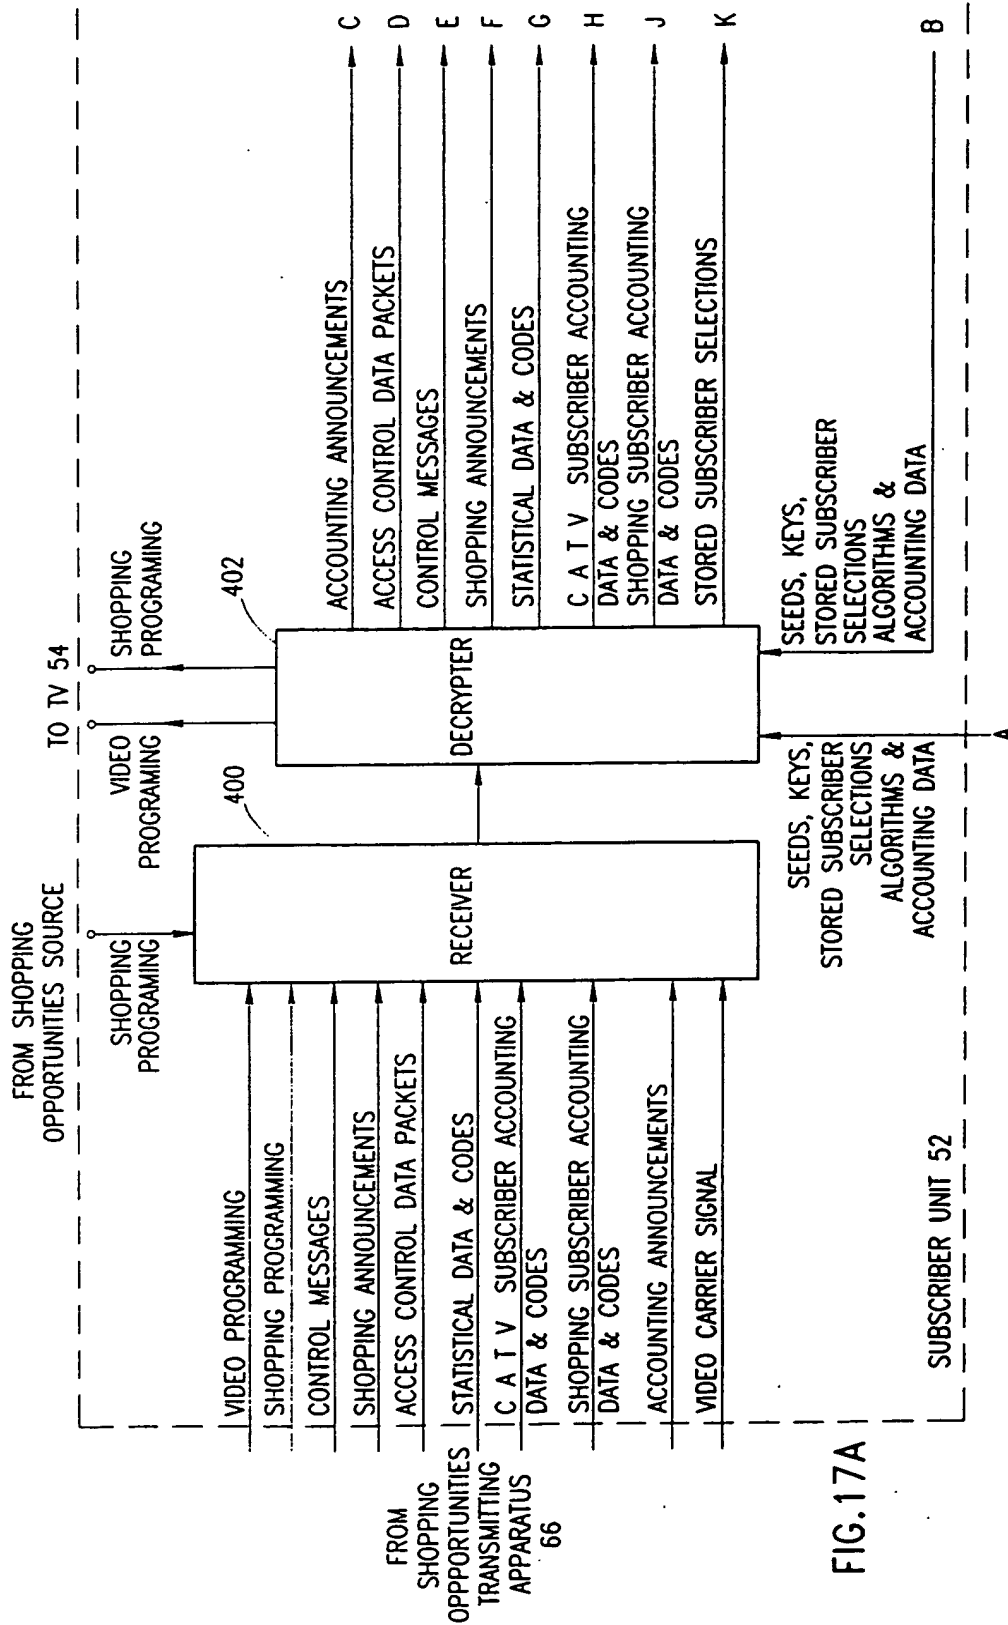 FROM SHOPPING
OPPORTUNITIES SOURCE
SHOPPING
PROGRAMING
TO TV 54
VIDEO
PROGRAMING
SHOPPING
PROGRAMING
400
402
VIDEO PROGRAMMING
SHOPPING PROGRAMMING
CONTROL MESSAGES
SHOPPING ANNOUNCEMENTS
ACCESS CONTROL DATA PACKETS
STATISTICAL DATA & CODES
C A T V SUBSCRIBER ACCOUNTING
DATA & CODES
SHOPPING SUBSCRIBER ACCOUNTING
DATA & CODES
ACCOUNTING ANNOUNCEMENTS
VIDEO CARRIER SIGNAL
FROM
SHOPPING
OPPPORTUNITIES
TRANSMITTING
APPARATUS
66
RECEIVER
DECRYPTER
ACCOUNTING ANNOUNCEMENTS
C
ACCESS CONTROL DATA PACKETS
D
CONTROL MESSAGES
E
SHOPPING ANNOUNCEMENTS
F
STATISTICAL DATA & CODES
G
C A T V SUBSCRIBER ACCOUNTING
DATA & CODES
H
SHOPPING SUBSCRIBER ACCOUNTING
DATA & CODES
J
STORED SUBSCRIBER SELECTIONS
K
SEEDS, KEYS,
STORED SUBSCRIBER
SELECTIONS
ALGORITHMS &
ACCOUNTING DATA
A
SEEDS, KEYS,
STORED SUBSCRIBER
SELECTIONS
ALGORITHMS &
ACCOUNTING DATA
B
SUBSCRIBER UNIT 52
FIG.17A